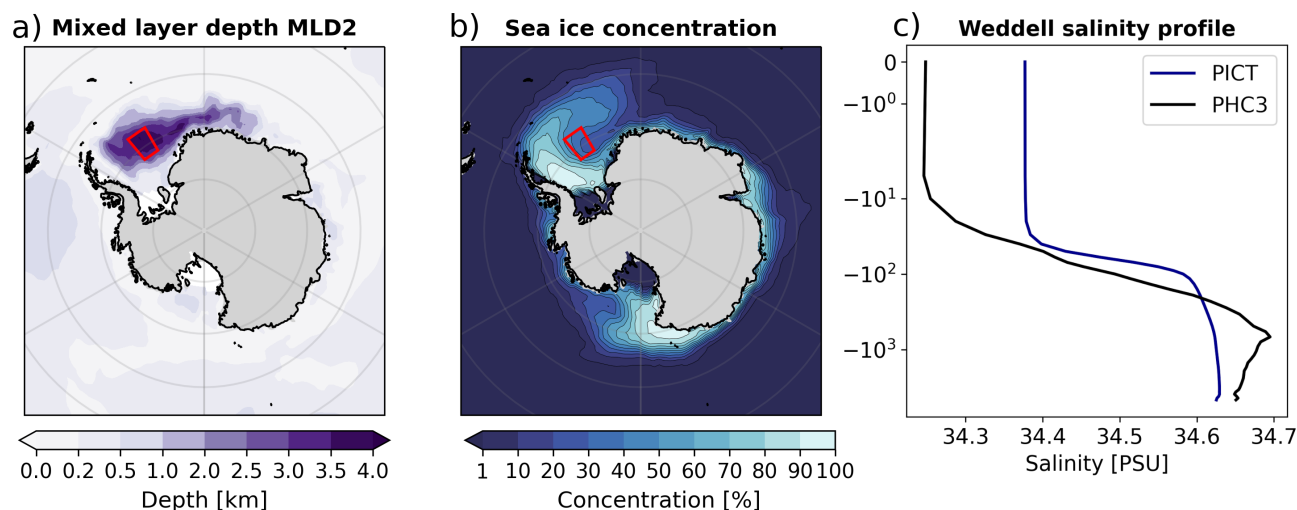 a) Mixed layer depth MLD2
0.0 0.2 0.5 1.0 2.0 2.5 3.0 3.5 4.0
Depth [km]
b) Sea ice concentration
1 10 20 30 40 50 60 70 80 90 100
Concentration [%]
c) Weddell salinity profile
PICT
PHC3
0
−10⁰
−10¹
−10²
−10³
34.3 34.4 34.5 34.6 34.7
Salinity [PSU]